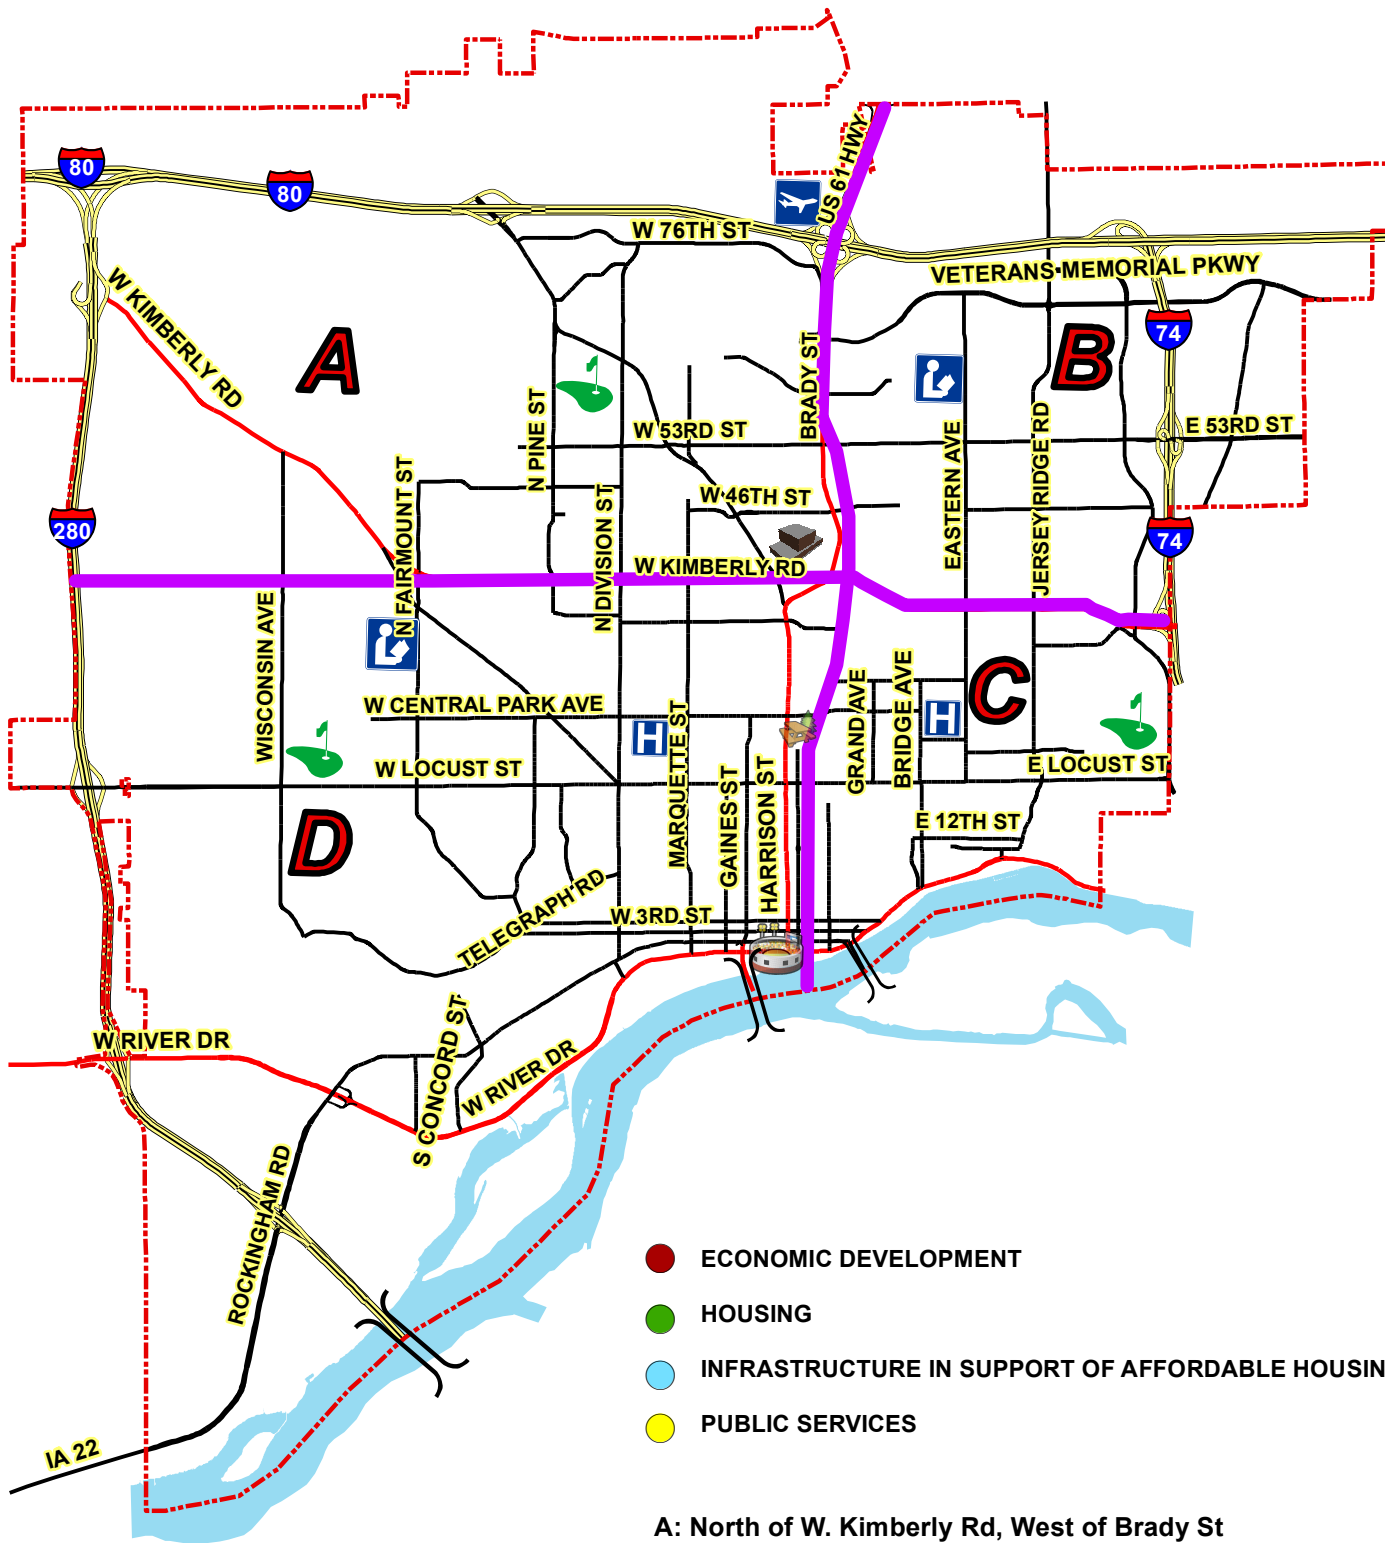 80
80
US 61 HWY
W 76TH ST
VETERANS MEMORIAL PKWY
W KIMBERLY RD
A
B
74
BRADY ST
N PINE ST
W 53RD ST
E 53RD ST
EASTERN AVE
JERSEY RIDGE RD
N FAIRMOUNT ST
W 46TH ST
N DIVISION ST
280
74
W KIMBERLY RD
WISCONSIN AVE
C
GRAND AVE
BRIDGE AVE
W CENTRAL PARK AVE
H
H
MARQUETTE ST
W LOCUST ST
E LOCUST ST
GAINES ST
HARRISON ST
D
E 12TH ST
TELEGRAPH RD
W 3RD ST
W RIVER DR
S CONCORD ST
W RIVER DR
ROCKINGHAM RD
IA 22
ECONOMIC DEVELOPMENT
HOUSING
INFRASTRUCTURE IN SUPPORT OF AFFORDABLE HOUSIN
PUBLIC SERVICES
A: North of W. Kimberly Rd, West of Brady St